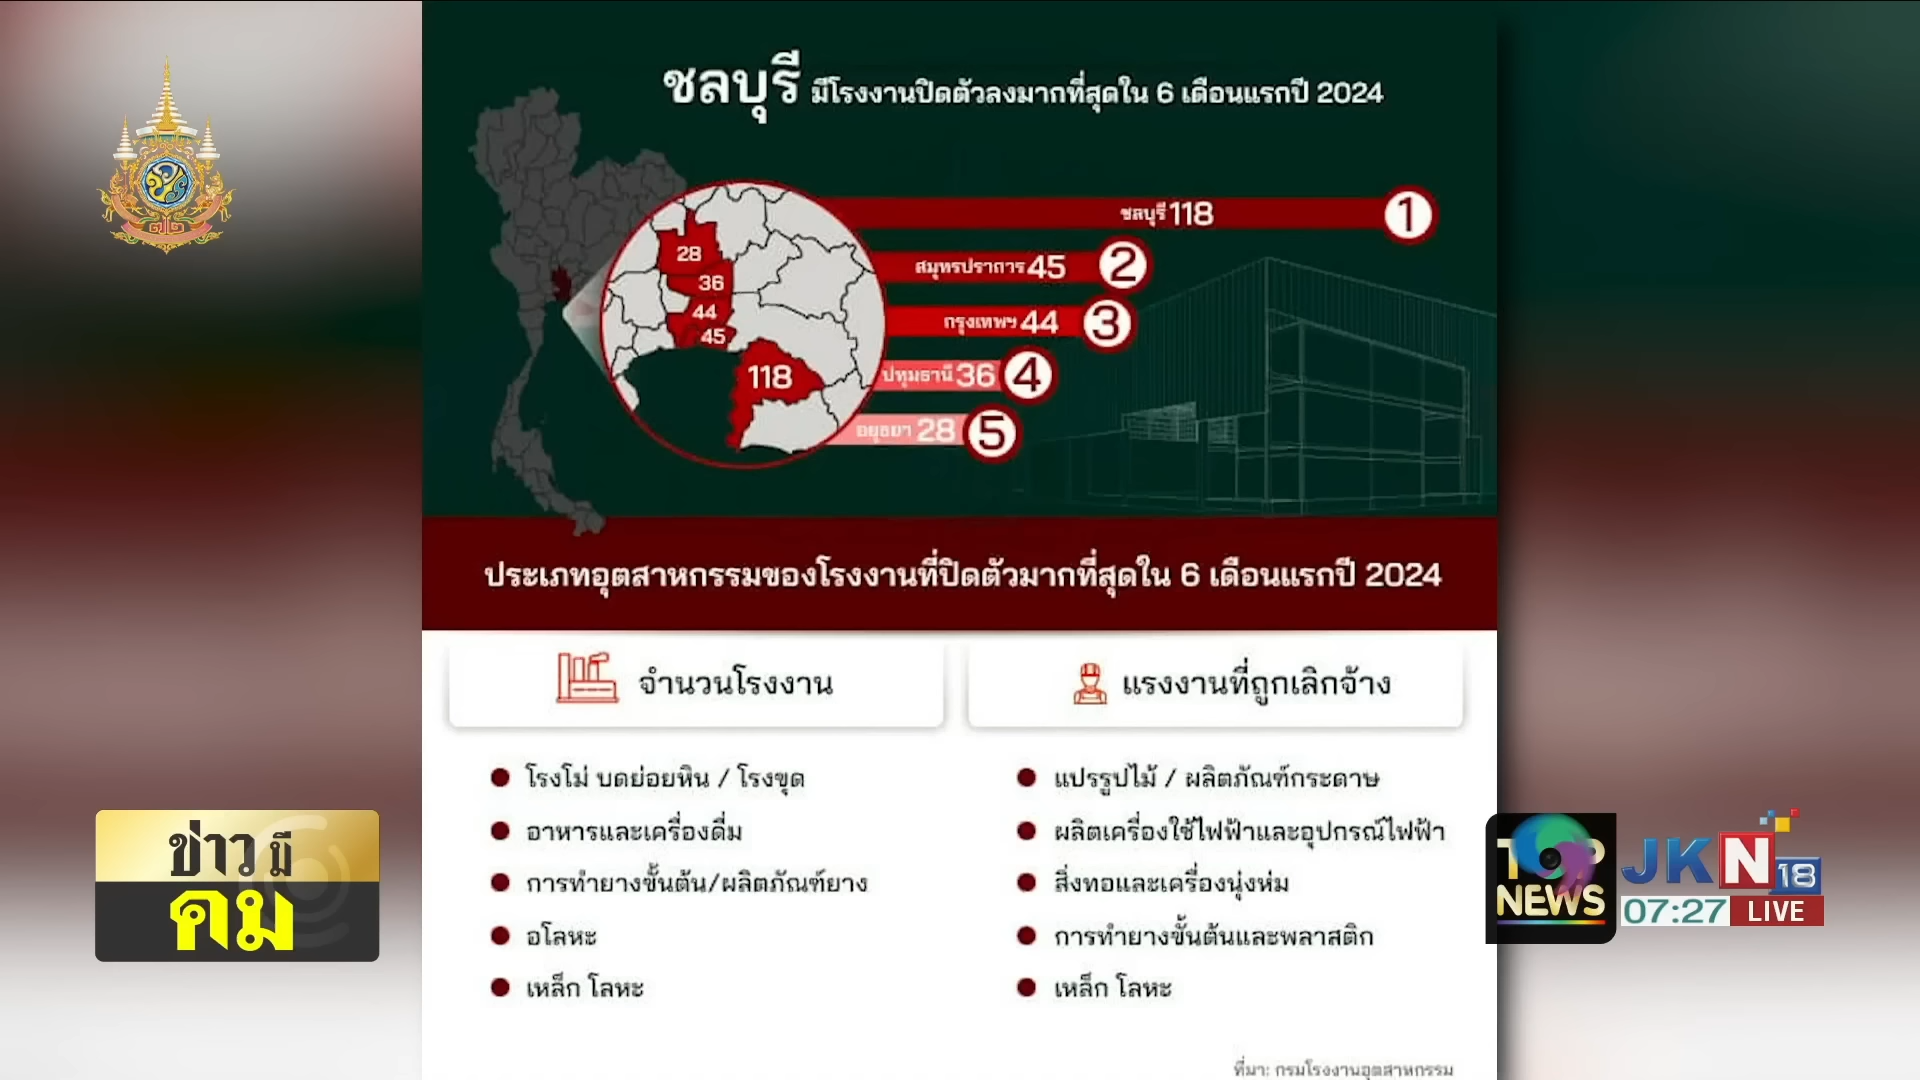 ชลบุรี มีโรงงานปิดตัวลงมากที่สุดใน 6 เดือนแรกปี 2024
ชลบุรี 118 1
28
สมุทรปราการ 45 2
36
44
กรุงเทพฯ 44 3
45
118
ปทุมธานี 36 4
อยุธยา 28 5
ประเภทอุตสาหกรรมของโรงงานที่ปิดตัวมากที่สุดใน 6 เดือนแรกปี 2024
จำนวนโรงงาน
โรงโม่ บดย่อยหิน / โรงขุด
อาหารและเครื่องดื่ม
การทำยางขั้นต้น/ผลิตภัณฑ์ยาง
อโลหะ
เหล็ก โลหะ
แรงงานที่ถูกเลิกจ้าง
แปรรูปไม้ / ผลิตภัณฑ์กระดาษ
ผลิตเครื่องใช้ไฟฟ้าและอุปกรณ์ไฟฟ้า
สิ่งทอและเครื่องนุ่งห่ม
การทำยางขั้นต้นและพลาสติก
เหล็ก โลหะ
ที่มา: กรมโรงงานอุตสาหกรรม
๗๒
ข่าว มี
คม
TOP
NEWS
JKN 18
07:27 LIVE